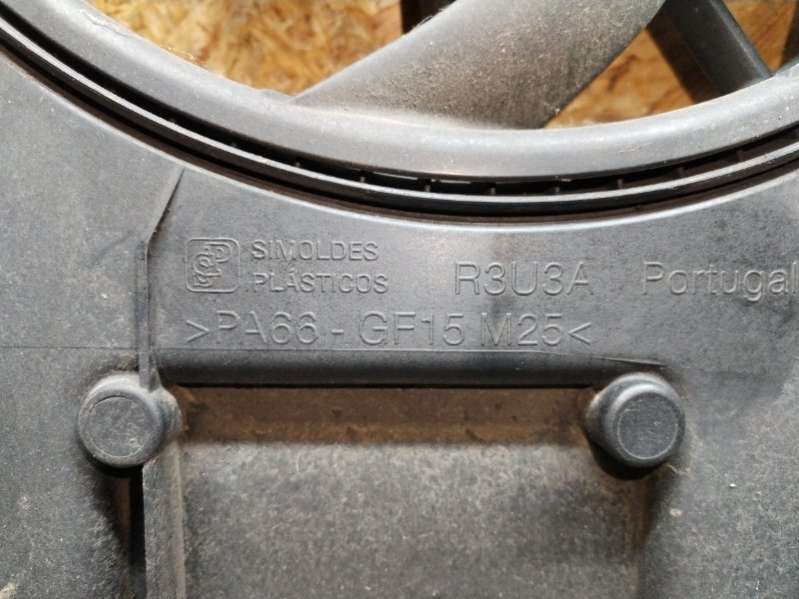 SIMOLDES
PLÁSTICOS R3U3A Portugal
>PA66 - GF15 M25<